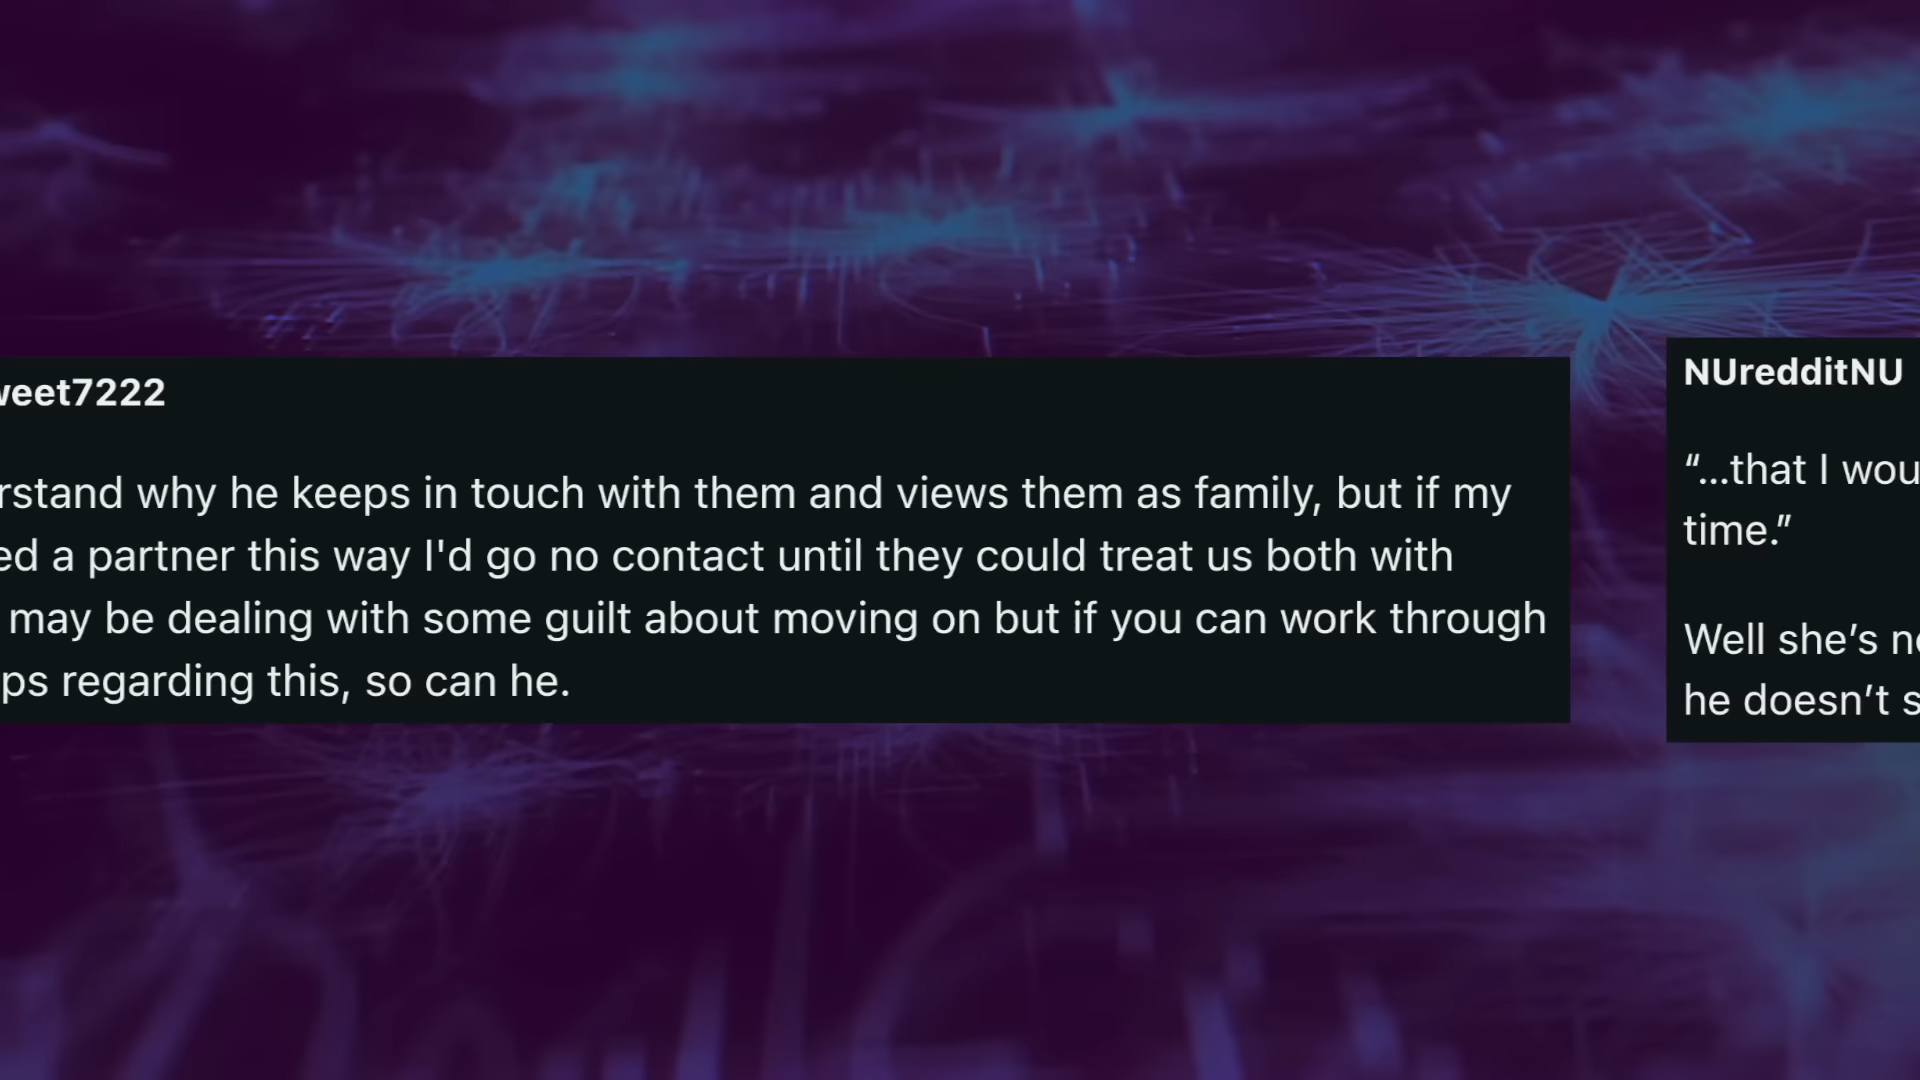 weet7222
rstand why he keeps in touch with them and views them as family, but if my
ed a partner this way I'd go no contact until they could treat us both with
may be dealing with some guilt about moving on but if you can work through
ps regarding this, so can he.
NUredditNU
“...that I wou
time.”
Well she’s n
he doesn’t s